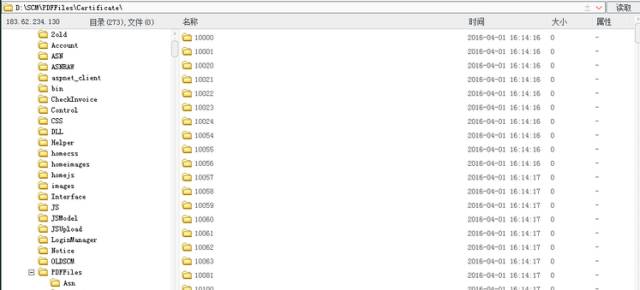 D:\SCM\PDFFiles\Certificate\ 读取
183.62.234.130 目录(273),文件(0) 名称 时间 大小 属性
2old 10000 2016-04-01 16:14:16 0 -
Account 10001 2016-04-01 16:14:16 0 -
ASN 10020 2016-04-01 16:14:16 0 -
ASNRAW 10021 2016-04-01 16:14:16 0 -
aspnet_client 10022 2016-04-01 16:14:16 0 -
bin 10023 2016-04-01 16:14:16 0 -
CheckInvoice 10024 2016-04-01 16:14:16 0 -
Control 10054 2016-04-01 16:14:16 0 -
CSS 10055 2016-04-01 16:14:16 0 -
DLL 10056 2016-04-01 16:14:16 0 -
Helper 10057 2016-04-01 16:14:17 0 -
homecss 10058 2016-04-01 16:14:17 0 -
homeimages 10059 2016-04-01 16:14:17 0 -
homejs 10060 2016-04-01 16:14:17 0 -
images 10061 2016-04-01 16:14:17 0 -
Interface 10062 2016-04-01 16:14:17 0 -
JS 10063 2016-04-01 16:14:17 0 -
JSModel 10081 2016-04-01 16:14:17 0 -
JSUpload
LoginManager
Notice
OLDSCM
PDFFiles
Asn